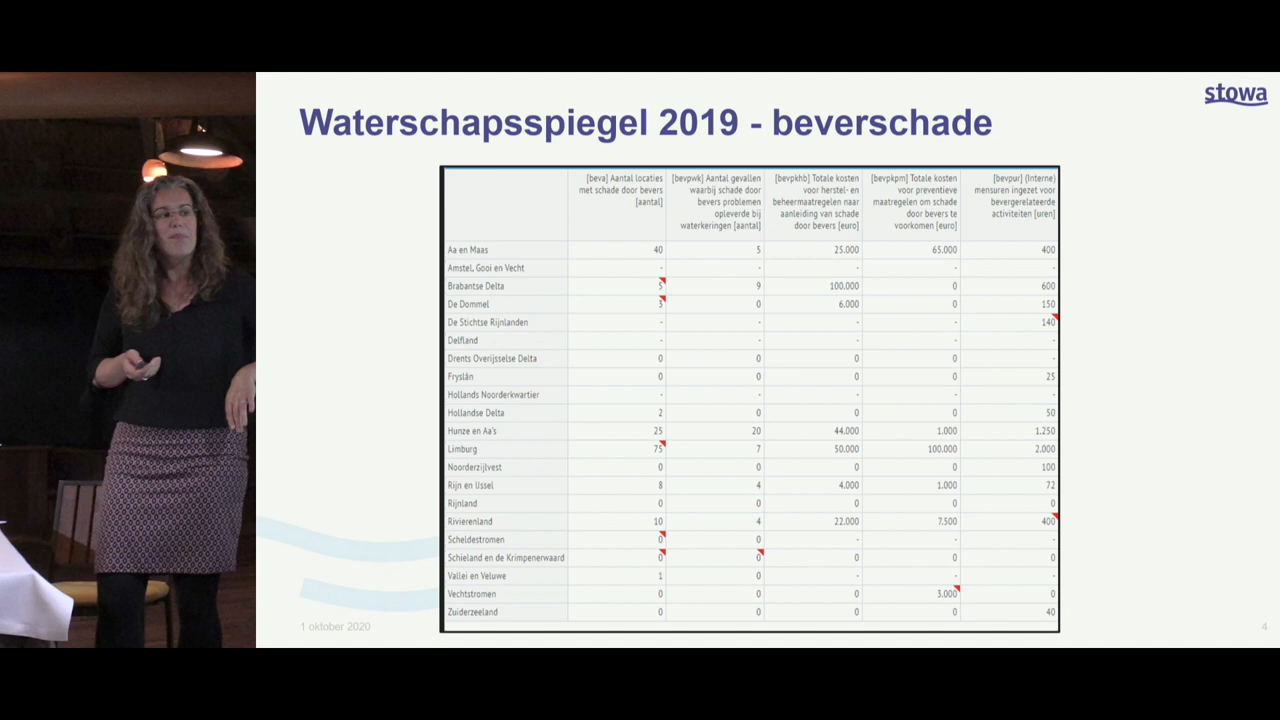 stowa
Waterschapsspiegel 2019 - beverschade
[beva] Aantal locaties met schade door bevers [aantal] [bevpwk] Aantal gevallen waarbij schade door bevers problemen opleverde bij waterkeringen [aantal] [bevpkhb] Totale kosten voor herstel- en beheermaatregelen naar aanleiding van schade door bevers [euro] [bevpkpm] Totale kosten voor preventieve maatregelen om schade door bevers te voorkomen [euro] [bevpur] (Interne) mensuren ingezet voor bevergerelateerde activiteiten [uren]
Aa en Maas 40 5 25.000 65.000 400
Amstel, Gooi en Vecht - - - - -
Brabantse Delta 5 9 100.000 0 600
De Dommel 3 0 6.000 0 150
De Stichtse Rijnlanden - - - - 140
Delfland - - - - -
Drents Overijsselse Delta 0 0 0 0 -
Fryslân 0 0 0 0 25
Hollands Noorderkwartier - - - - -
Hollandse Delta 2 0 0 0 50
Hunze en Aa's 25 20 44.000 1.000 1.250
Limburg 75 7 50.000 100.000 2.000
Noorderzijlvest 0 0 0 0 100
Rijn en IJssel 8 4 4.000 1.000 72
Rijnland 0 0 0 0 0
Rivierenland 10 4 22.000 7.500 400
Scheldestromen 0 0 - - -
Schieland en de Krimpenerwaard 0 0 0 0 0
Vallei en Veluwe 1 0 - - -
Vechtstromen 0 0 0 3.000 0
Zuiderzeeland 0 0 0 0 40
1 oktober 2020
4